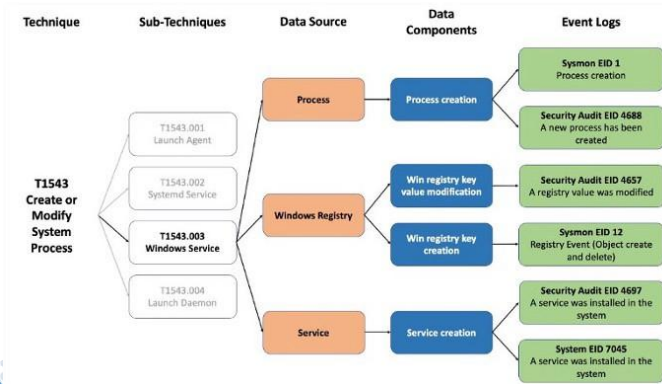 Technique
Sub-Techniques
Data Source
Data
Components
Event Logs
T1543
Create or
Modify
System
Process
T1543.001
Launch Agent
T1543.002
Systemd Service
T1543.003
Windows Service
T1543.004
Launch Daemon
Process
Windows Registry
Service
Process creation
Win registry key
value modification
Win registry key
creation
Service creation
Sysmon EID 1
Process creation
Security Audit EID 4688
A new process has been
created
Security Audit EID 4657
A registry value was modified
Sysmon EID 12
Registry Event (Object create
and delete)
Security Audit EID 4697
A service was installed in the
system
System EID 7045
A service was installed in the
system